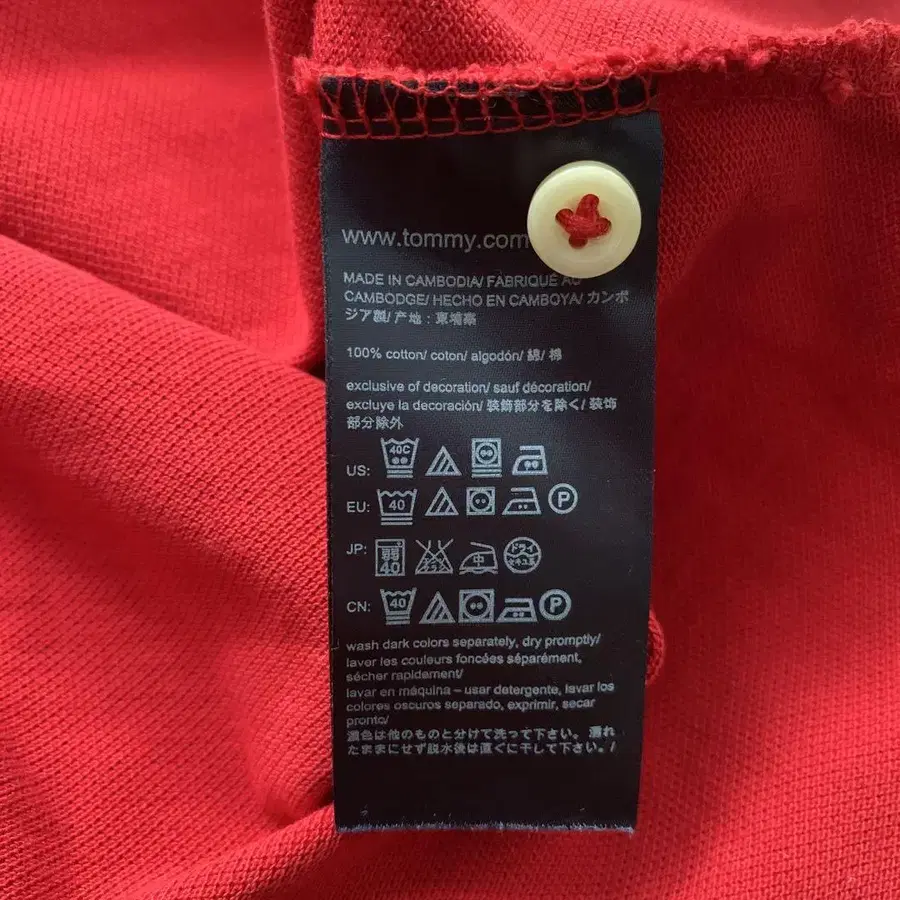 www.tommy.com
MADE IN CAMBODIA/ FABRIQUÉ AU
CAMBODGE/ HECHO EN CAMBOYA/ カンボ
ジア製/ 产地：柬埔寨
100% cotton/ coton/ algodón/ 綿/ 棉
exclusive of decoration/ sauf décoration/
excluye la decoración/ 装飾部分を除く/ 装饰
部分除外
US: 40C
EU: 40 P
JP: 40 中 ドライ
CN: 40 P
wash dark colors separately, dry promptly/
laver les couleurs foncées séparément,
sécher rapidement/
lavar en máquina – usar detergente, lavar los
colores oscuros separado, exprimir, secar
pronto/
濃色は他のものと分けて洗って下さい。 濡れ
たままにせず脱水後は直ぐに干して下さい。/